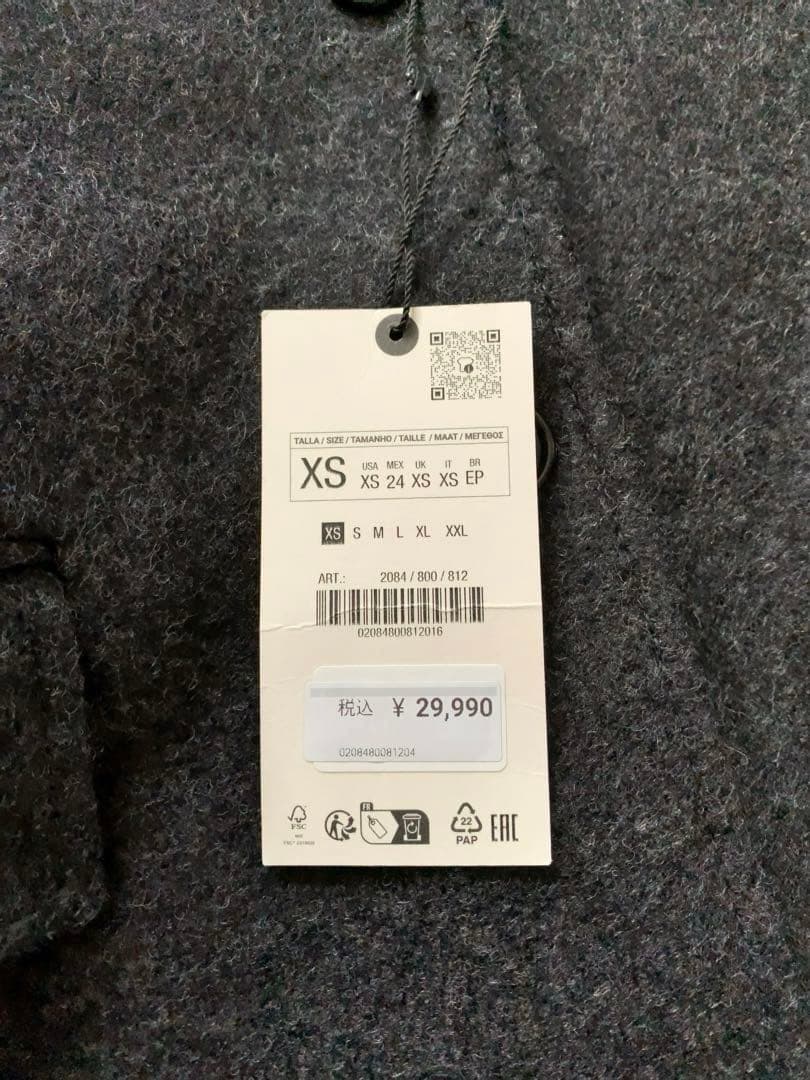 TALLA / SIZE / TAMANHO / TAILLE / MAAT / ΜΕΓΕΘΟΣ
XS USA XS MEX 24 UK XS IT XS BR EP
XS S M L XL XXL
ART.: 2084 / 800 / 812
02084800812016
税込 ¥ 29,990
0208480081204
FSC
FR
22
PAP
EAC